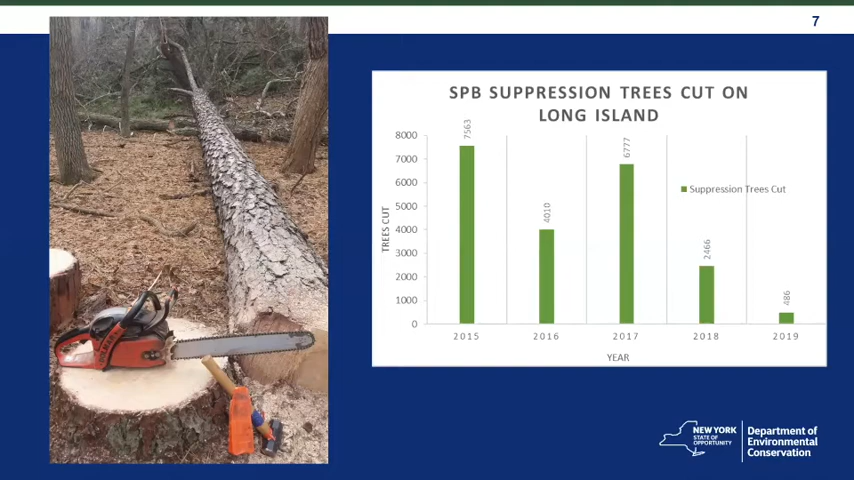 7
SPB SUPPRESSION TREES CUT ON
LONG ISLAND
8000
7000
6000
5000
4000
3000
2000
1000
0
TREES CUT
7563
4010
6777
2466
486
Suppression Trees Cut
2015 2016 2017 2018 2019
YEAR
NEW YORK
STATE OF
OPPORTUNITY
Department of
Environmental
Conservation